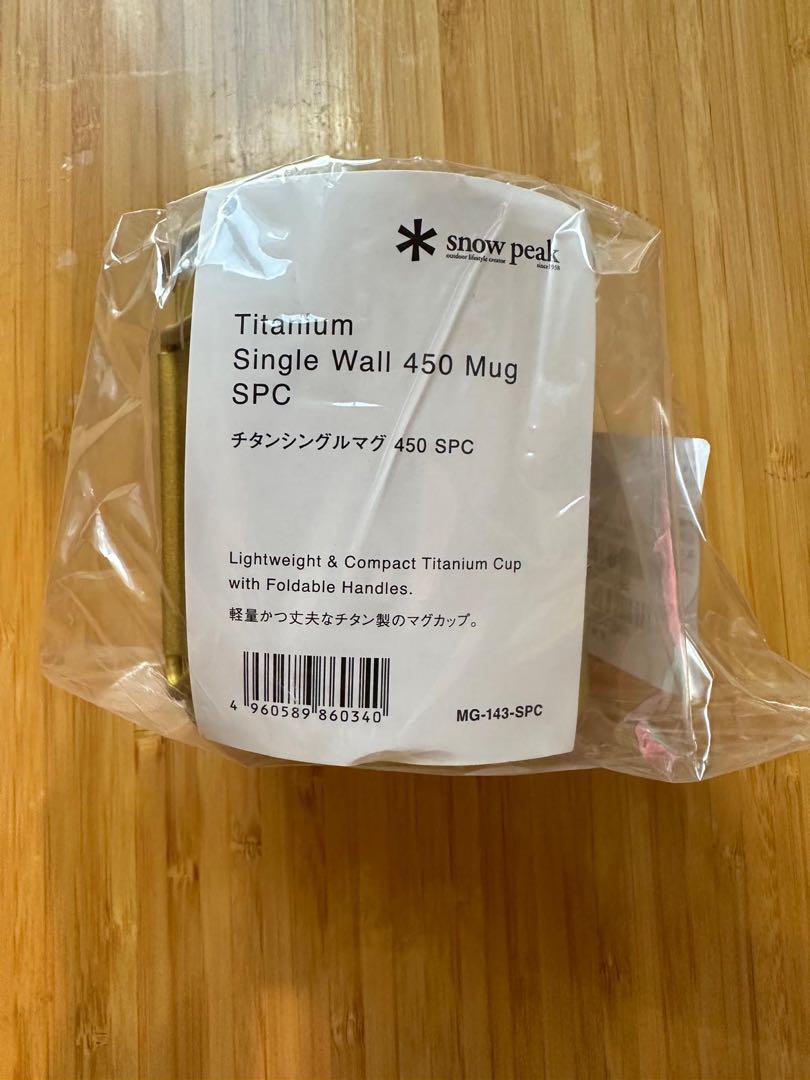 snow peak
outdoor lifestyle creator
since1958
Titanium
Single Wall 450 Mug
SPC
チタンシングルマグ 450 SPC
Lightweight & Compact Titanium Cup
with Foldable Handles.
軽量かつ丈夫なチタン製のマグカップ。
4 960589 860340
MG-143-SPC